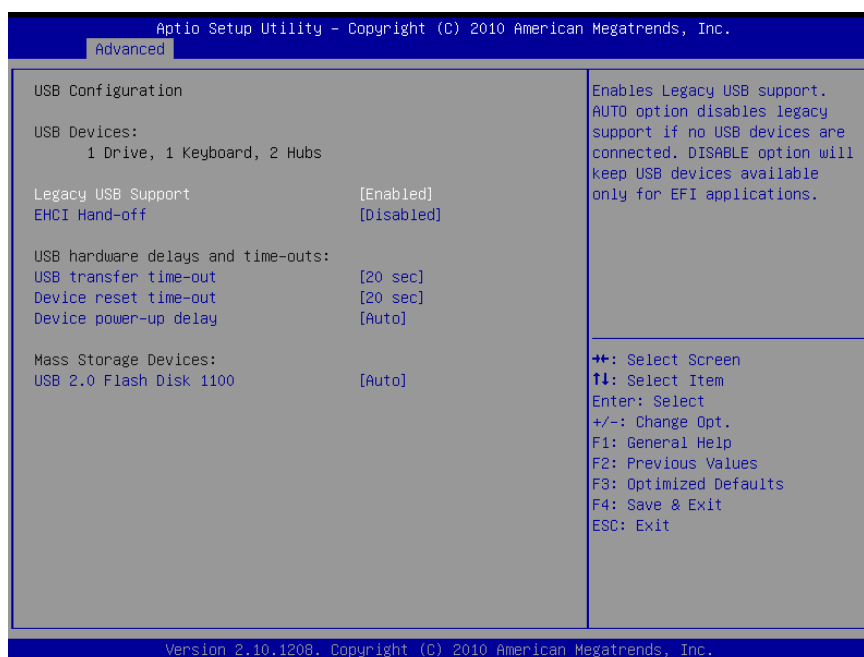 Aptio Setup Utility – Copyright (C) 2010 American Megatrends, Inc.
Advanced
USB Configuration
USB Devices:
1 Drive, 1 Keyboard, 2 Hubs
Legacy USB Support [Enabled]
EHCI Hand-off [Disabled]
USB hardware delays and time-outs:
USB transfer time-out [20 sec]
Device reset time-out [20 sec]
Device power-up delay [Auto]
Mass Storage Devices:
USB 2.0 Flash Disk 1100 [Auto]
Enables Legacy USB support.
AUTO option disables legacy
support if no USB devices are
connected. DISABLE option will
keep USB devices available
only for EFI applications.
→←: Select Screen
↑↓: Select Item
Enter: Select
+/-: Change Opt.
F1: General Help
F2: Previous Values
F3: Optimized Defaults
F4: Save & Exit
ESC: Exit
Version 2.10.1208. Copyright (C) 2010 American Megatrends, Inc.